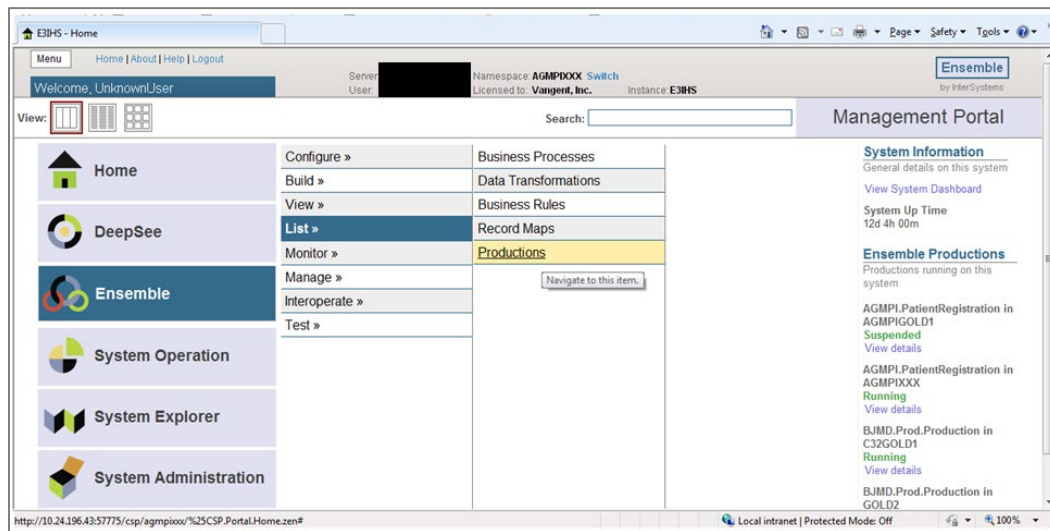 E3IHS - Home
Page Safety Tools
Menu Home | About | Help | Logout
Server: Namespace: AGMPIXXX Switch
User: Licensed to: Vangent, Inc. Instance: E3IHS
Ensemble
by InterSystems
Welcome, UnknownUser
View:
Search:
Management Portal
Home
DeepSee
Ensemble
System Operation
System Explorer
System Administration
Configure »
Build »
View »
List »
Monitor »
Manage »
Interoperate »
Test »
Business Processes
Data Transformations
Business Rules
Record Maps
Productions
Navigate to this item.
System Information
General details on this system
View System Dashboard
System Up Time
12d 4h 00m
Ensemble Productions
Productions running on this
system
AGMPI.PatientRegistration in
AGMPIGOLD1
Suspended
View details
AGMPI.PatientRegistration in
AGMPIXXX
Running
View details
BJMD.Prod.Production in
C32GOLD1
Running
View details
BJMD.Prod.Production in
GOLD2
http://10.24.196.43:57775/csp/agmpixxx/%25CSP.Portal.Home.zen#
Local intranet | Protected Mode: Off
100%